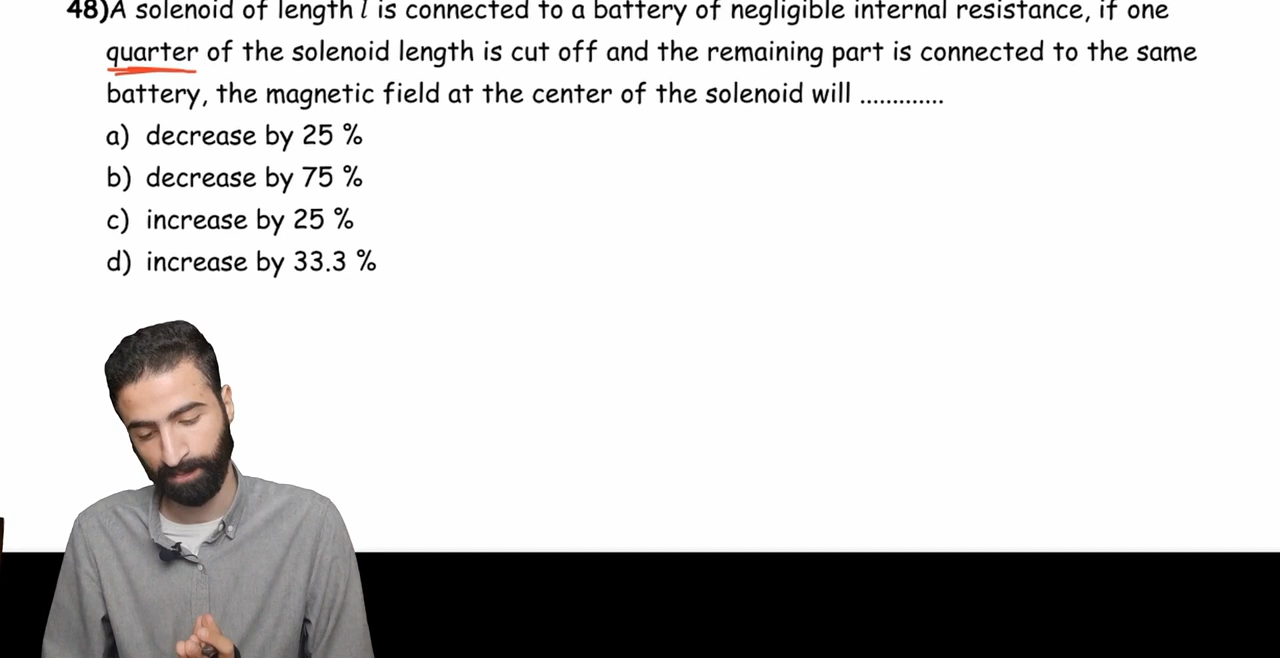 48)A solenoid of length l is connected to a battery of negligible internal resistance, if one
quarter of the solenoid length is cut off and the remaining part is connected to the same
battery, the magnetic field at the center of the solenoid will .............
a) decrease by 25 %
b) decrease by 75 %
c) increase by 25 %
d) increase by 33.3 %